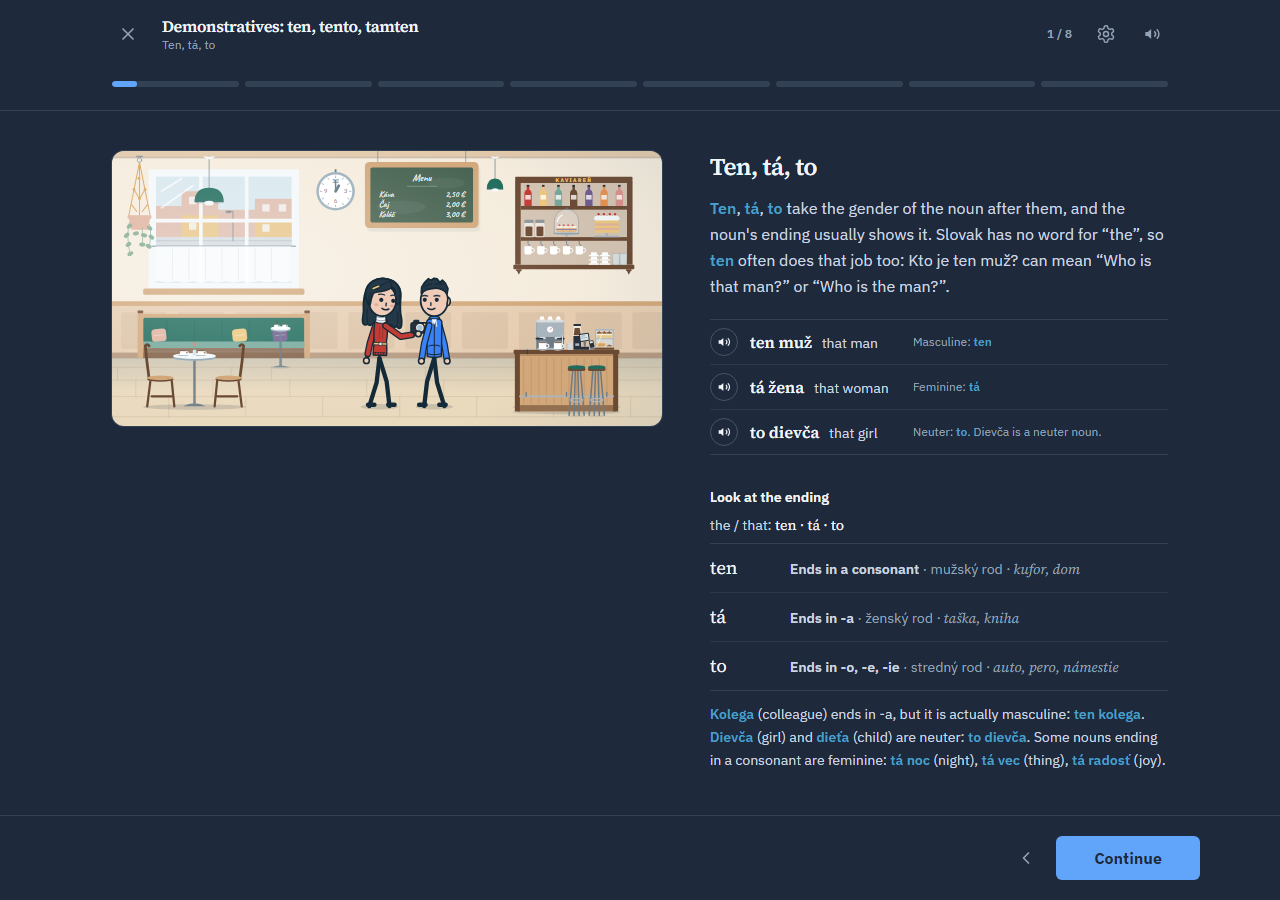 Demonstratives: ten, tento, tamten
Ten, tá, to
1 / 8
KAVIAREŇ
Menu
Káva 2,50 €
Čaj 2,00 €
Koláč 3,00 €
Ten, tá, to
Ten, tá, to take the gender of the noun after them, and the
noun's ending usually shows it. Slovak has no word for “the”, so
ten often does that job too: Kto je ten muž? can mean “Who is
that man?” or “Who is the man?”.
ten muž that man Masculine: ten
tá žena that woman Feminine: tá
to dievča that girl Neuter: to. Dievča is a neuter noun.
Look at the ending
the / that: ten · tá · to
ten Ends in a consonant · mužský rod · kufor, dom
tá Ends in -a · ženský rod · taška, kniha
to Ends in -o, -e, -ie · stredný rod · auto, pero, námestie
Kolega (colleague) ends in -a, but it is actually masculine: ten kolega.
Dievča (girl) and dieťa (child) are neuter: to dievča. Some nouns ending
in a consonant are feminine: tá noc (night), tá vec (thing), tá radosť (joy).
Continue